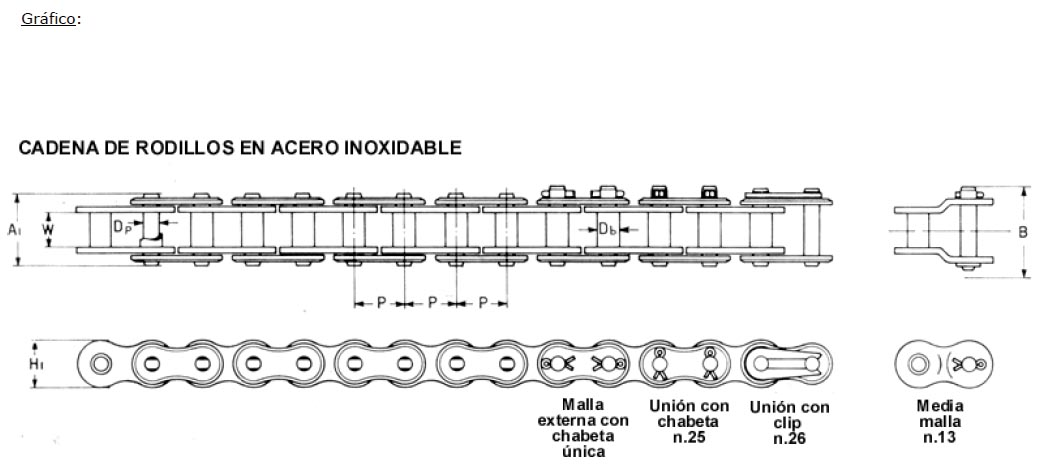 Gráfico:
CADENA DE RODILLOS EN ACERO INOXIDABLE
A1
W
DP
Db
B
P P P
H1
Malla
externa con
chabeta
única
Unión con
chabeta
n.25
Unión con
clip
n.26
Media
malla
n.13